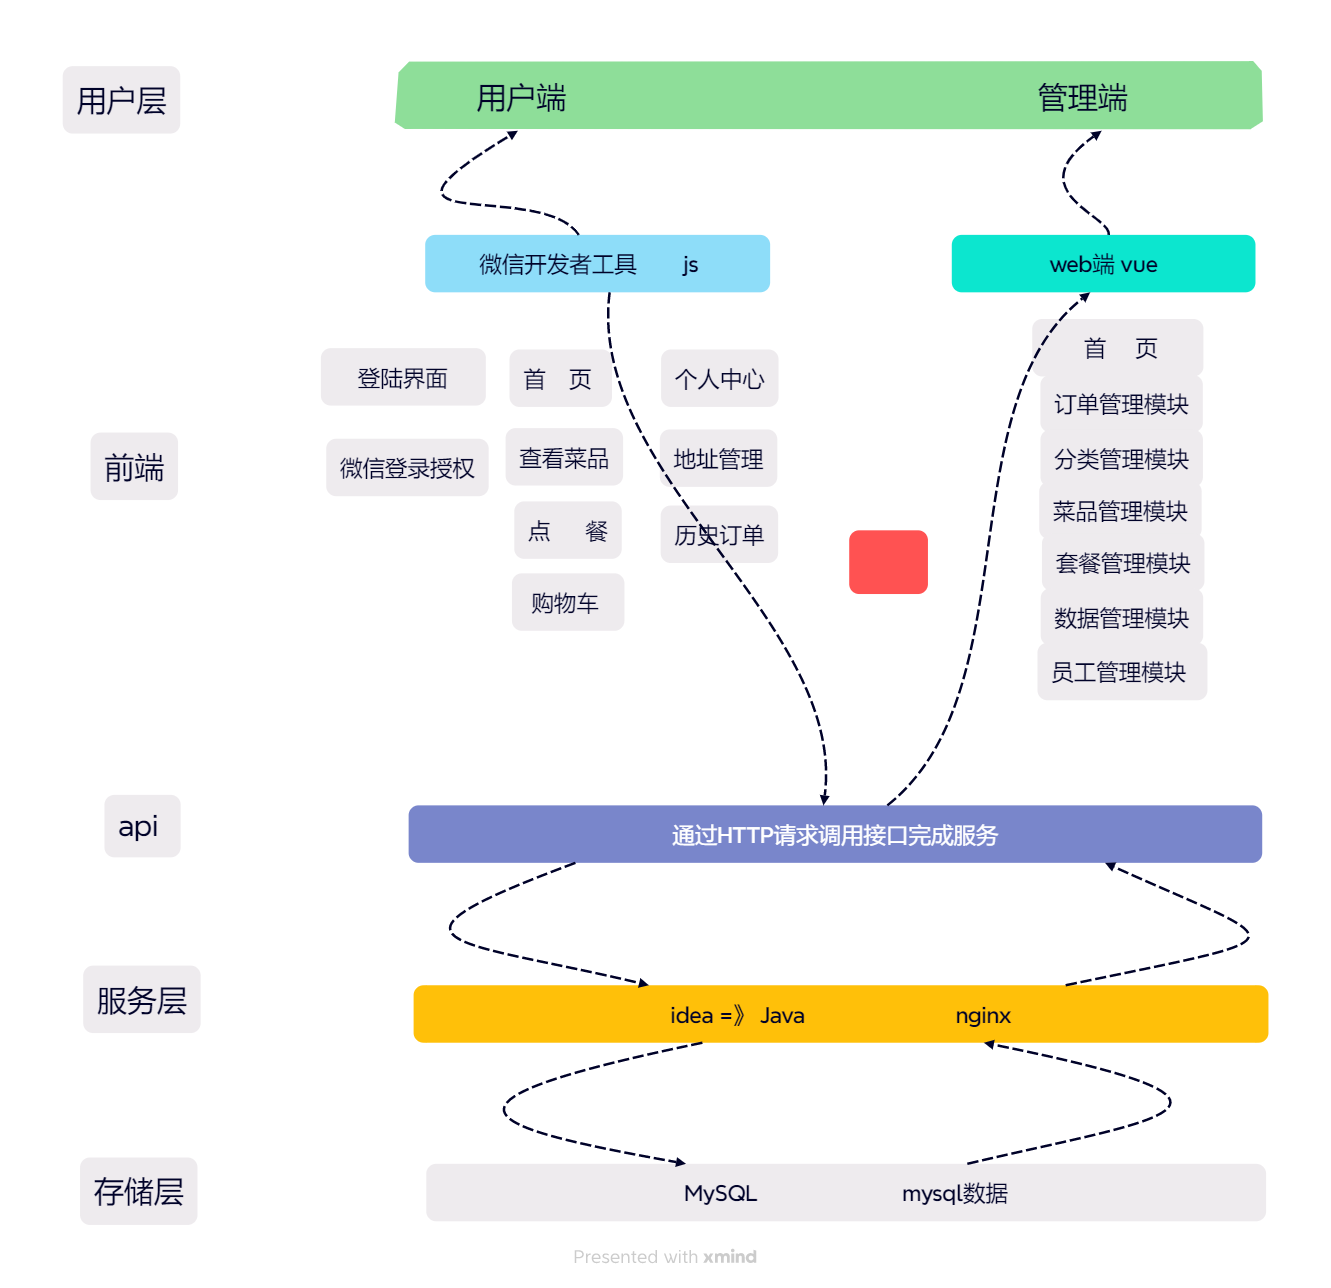 用户层
用户端 管理端
微信开发者工具 js
web端 vue
前端
登陆界面
微信登录授权
首 页
查看菜品
点 餐
购物车
个人中心
地址管理
历史订单
首 页
订单管理模块
分类管理模块
菜品管理模块
套餐管理模块
数据管理模块
员工管理模块
api
通过HTTP请求调用接口完成服务
服务层
idea =》 Java nginx
存储层
MySQL mysql数据
Presented with xmind